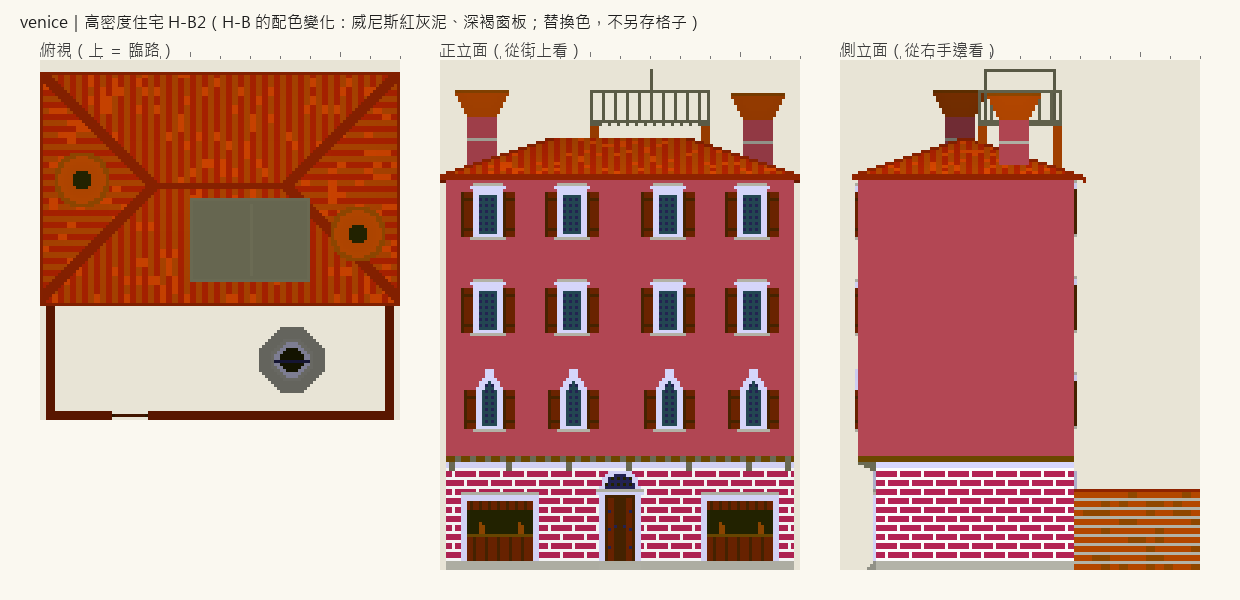 venice | 高密度住宅 H-B2 ( H-B 的配色變化：威尼斯紅灰泥、深褐窗板；替換色，不另存格子 )
俯視 ( 上 = 臨路 )
正立面 ( 從街上看 )
側立面 ( 從右手邊看 )